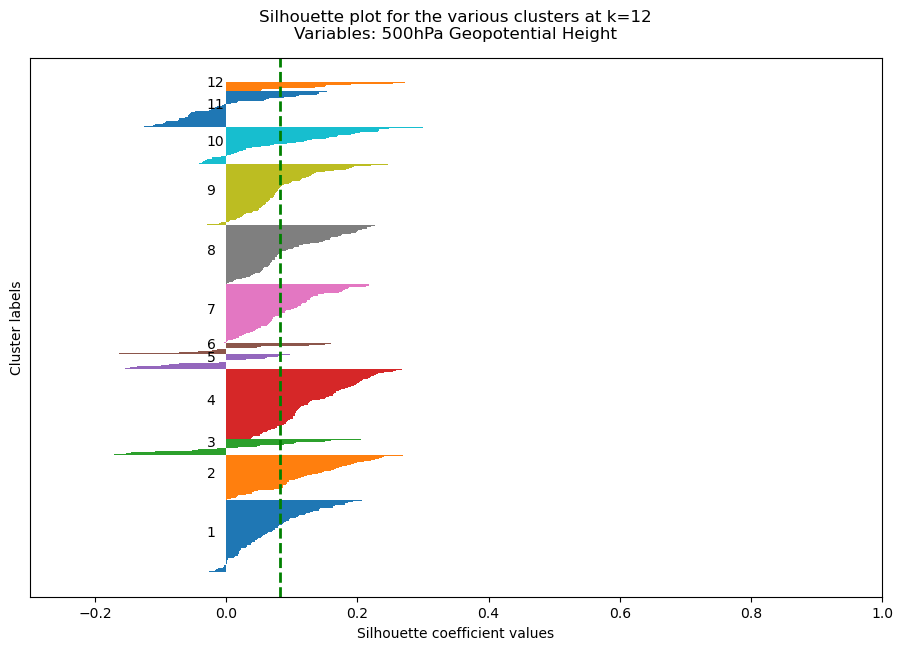 Silhouette plot for the various clusters at k=12
Variables: 500hPa Geopotential Height
12
11
10
9
8
7
6
5
4
3
2
1
Cluster labels
−0.2 0.0 0.2 0.4 0.6 0.8 1.0
Silhouette coefficient values